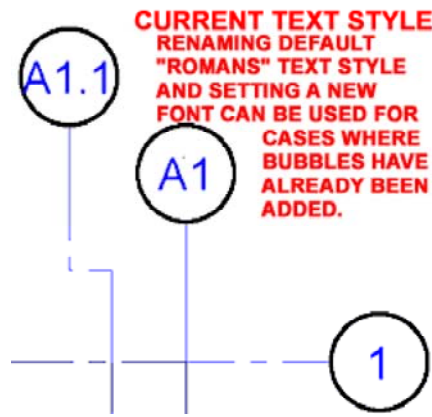 CURRENT TEXT STYLE
RENAMING DEFAULT
"ROMANS" TEXT STYLE
AND SETTING A NEW
FONT CAN BE USED FOR
CASES WHERE
BUBBLES HAVE
ALREADY BEEN
ADDED.
A1.1
A1
1